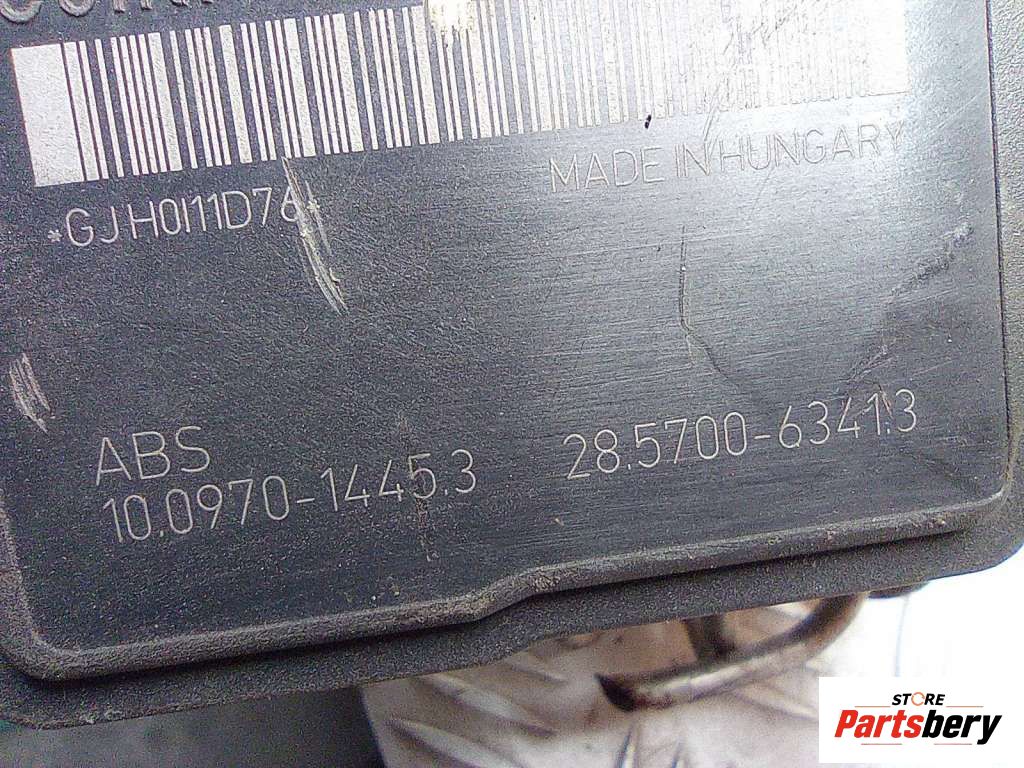 MADE IN HUNGARY
*GJH0I11D76*
ABS
10.0970-1445.3 28.5700-6341.3
STORE
Partsbery